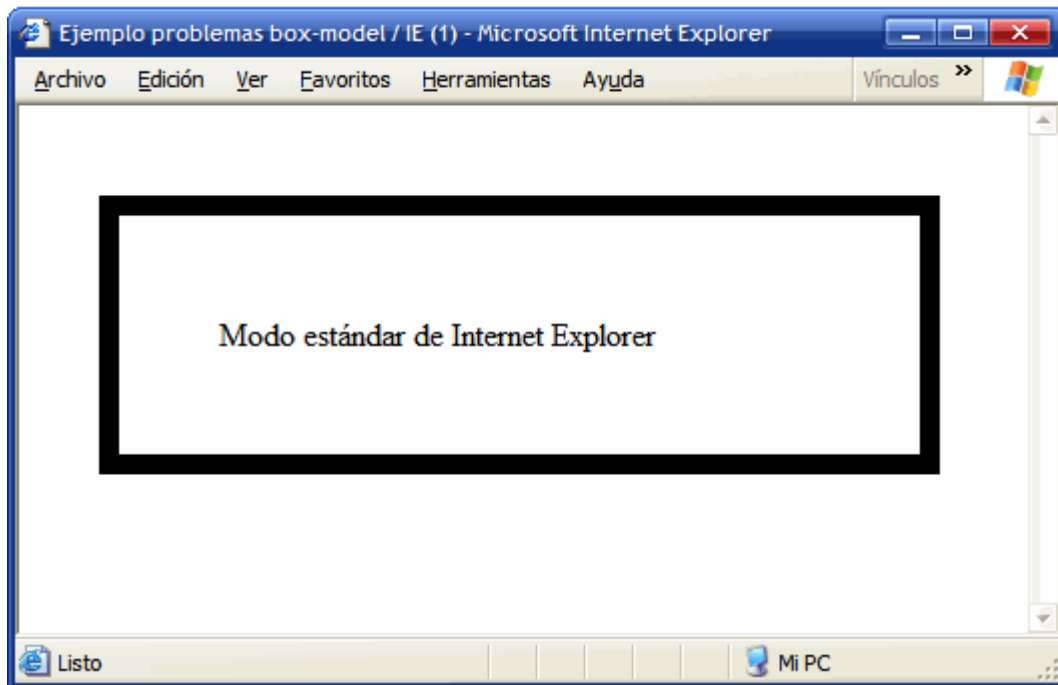 Ejemplo problemas box-model / IE (1) - Microsoft Internet Explorer
Archivo Edición Ver Favoritos Herramientas Ayuda Vínculos »
Modo estándar de Internet Explorer
Listo Mi PC